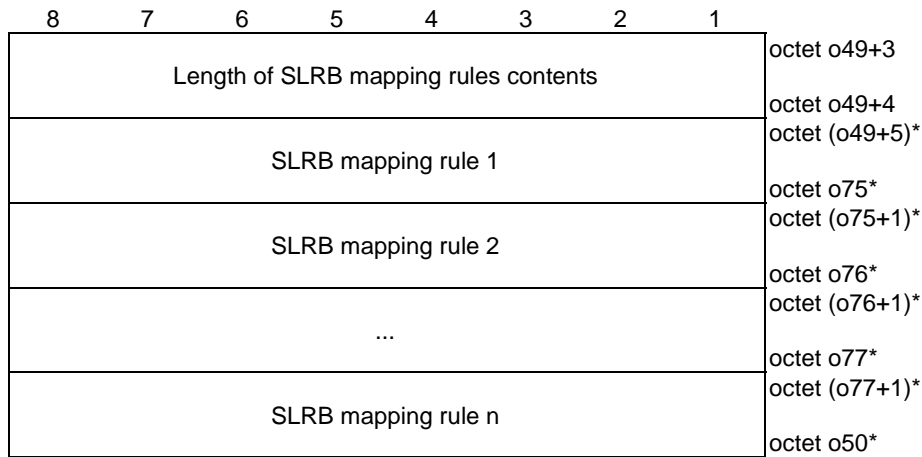 8 7 6 5 4 3 2 1
octet o49+3
Length of SLRB mapping rules contents
octet o49+4
octet (o49+5)*
SLRB mapping rule 1
octet o75*
octet (o75+1)*
SLRB mapping rule 2
octet o76*
octet (o76+1)*
...
octet o77*
octet (o77+1)*
SLRB mapping rule n
octet o50*